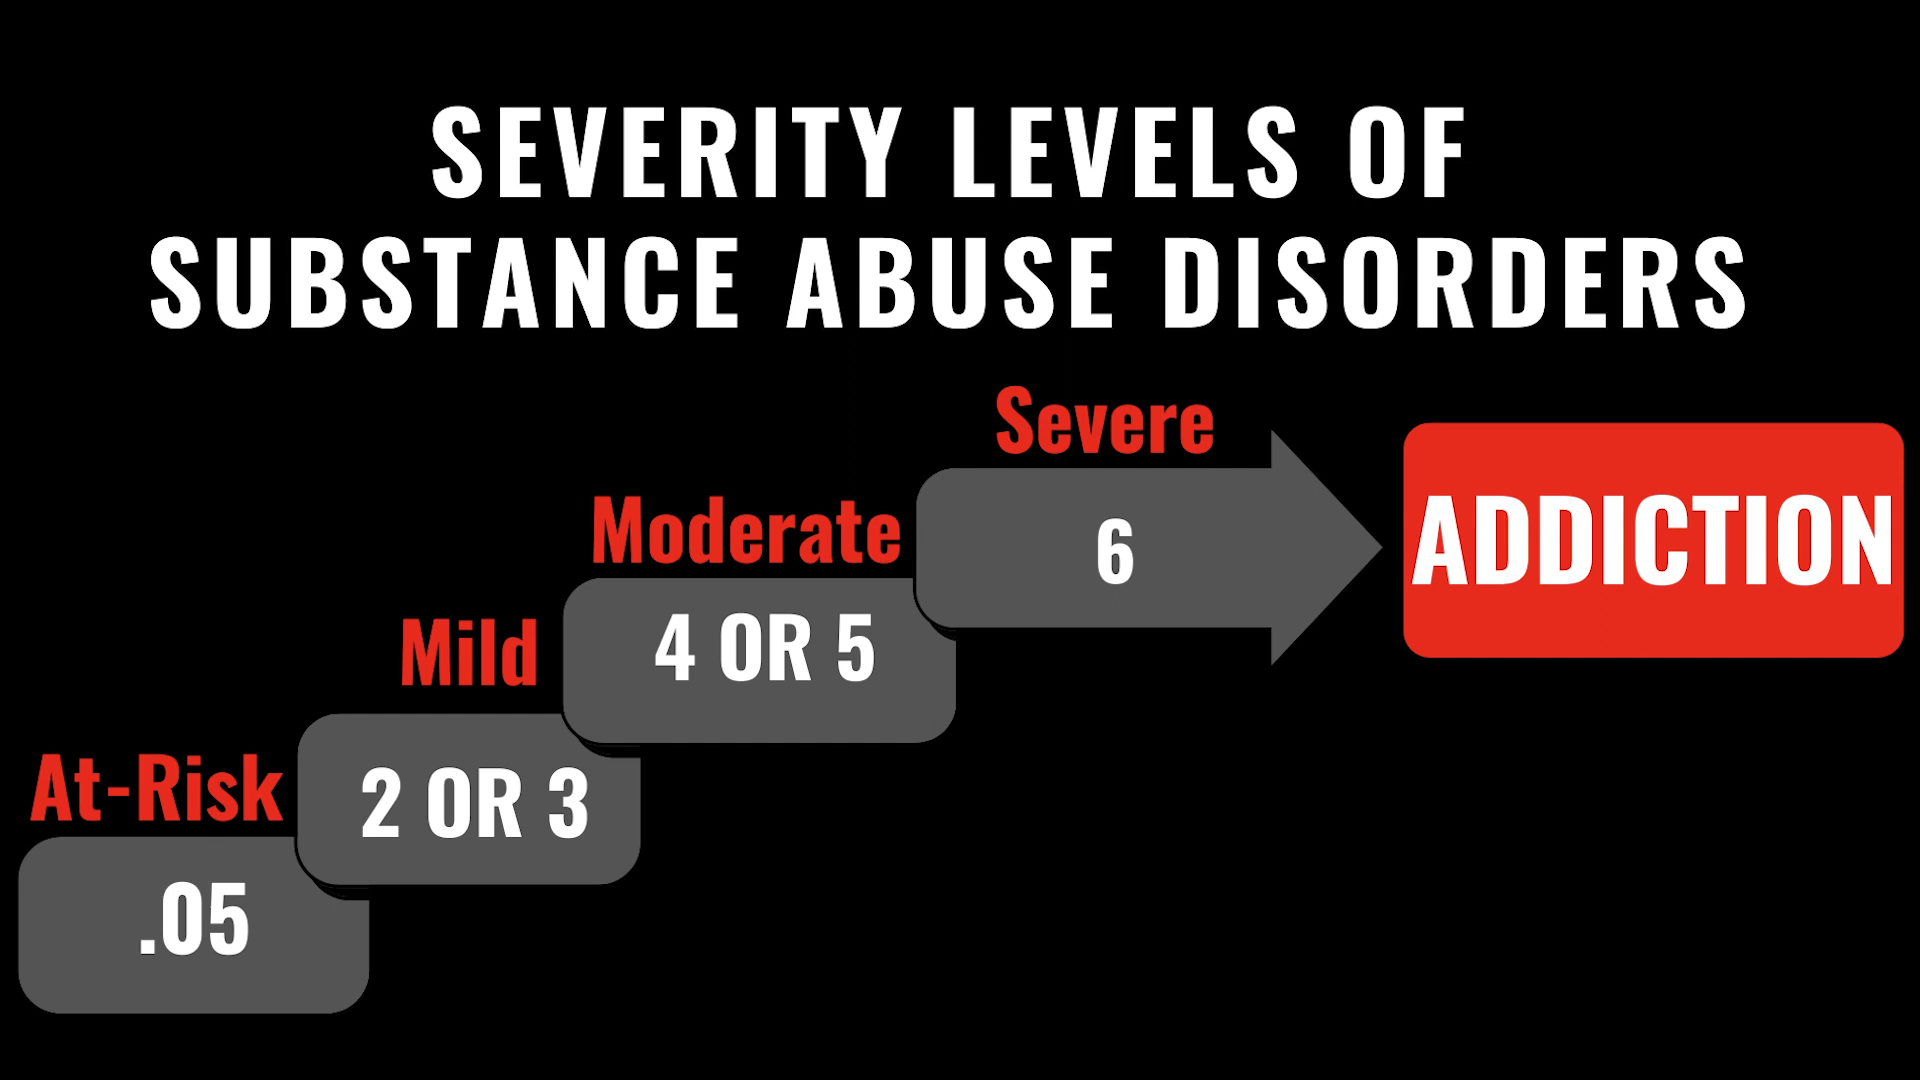 SEVERITY LEVELS OF
SUBSTANCE ABUSE DISORDERS
At-Risk
.05
Mild
2 OR 3
Moderate
4 OR 5
Severe
6
ADDICTION